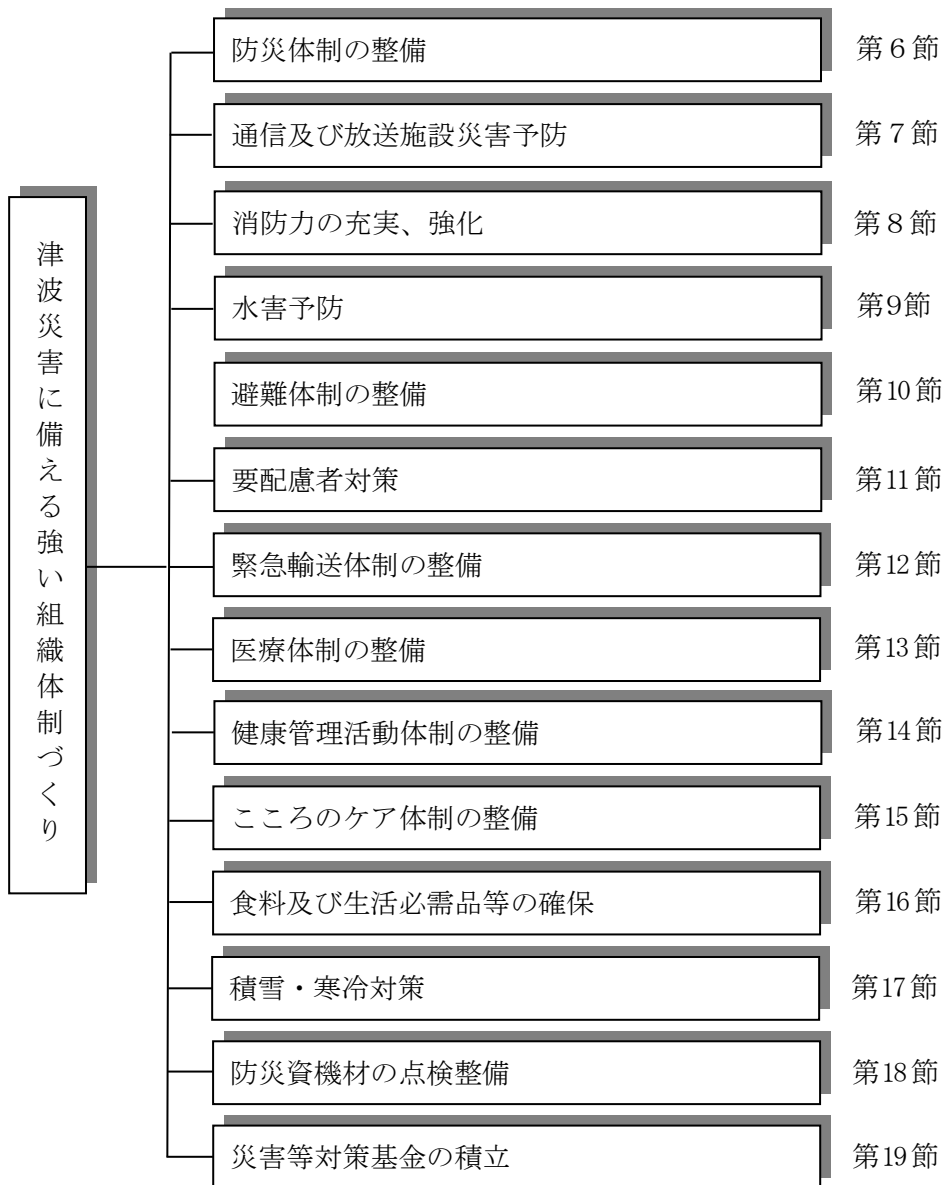 津波災害に備える強い組織体制づくり
防災体制の整備 第6節
通信及び放送施設災害予防 第7節
消防力の充実、強化 第8節
水害予防 第9節
避難体制の整備 第10節
要配慮者対策 第11節
緊急輸送体制の整備 第12節
医療体制の整備 第13節
健康管理活動体制の整備 第14節
こころのケア体制の整備 第15節
食料及び生活必需品等の確保 第16節
積雪・寒冷対策 第17節
防災資機材の点検整備 第18節
災害等対策基金の積立 第19節